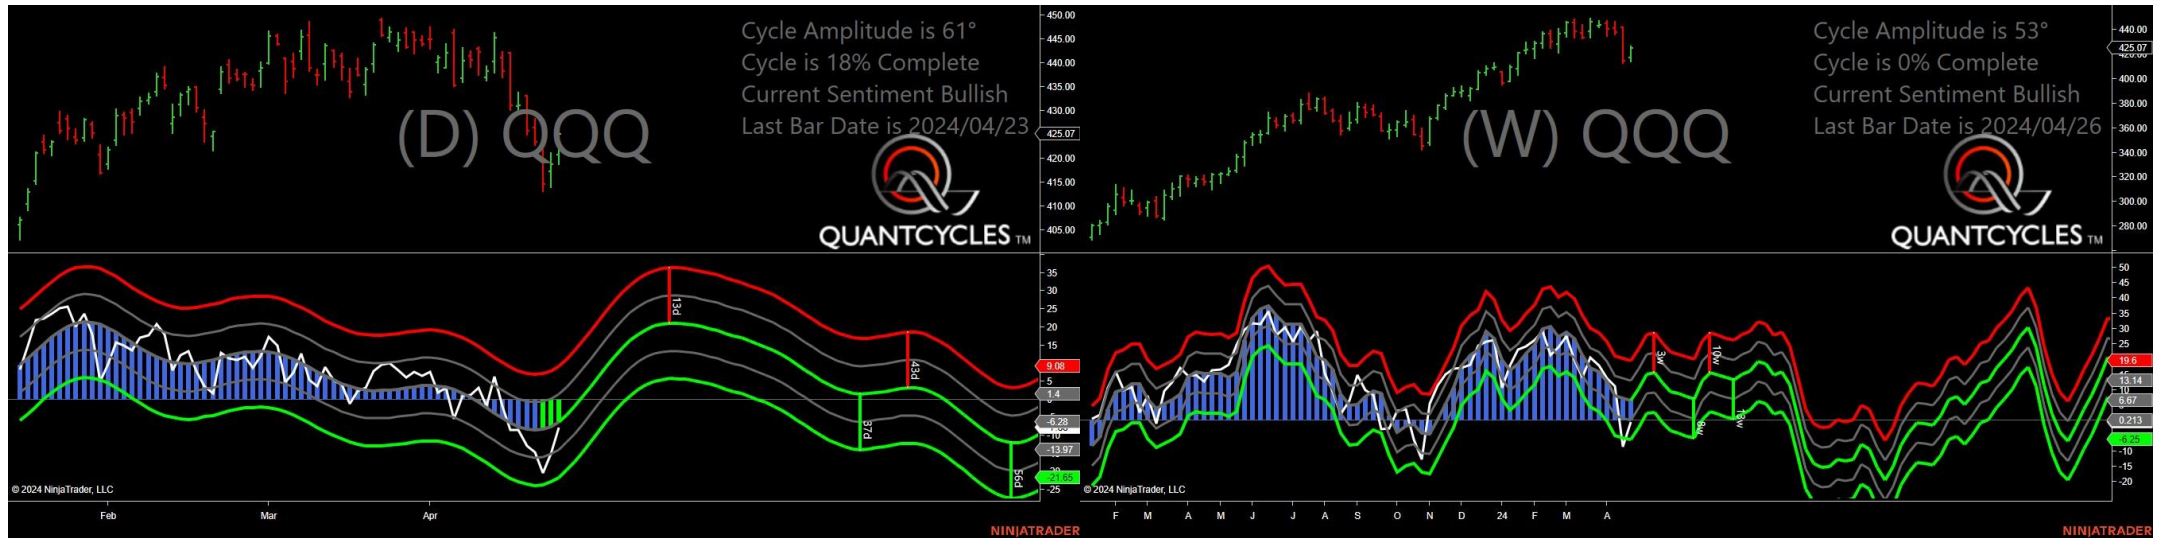 Cycle Amplitude is 61°
Cycle is 18% Complete
Current Sentiment Bullish
Last Bar Date is 2024/04/23
(D) QQQ
QUANTCYCLES TM
450.00
445.00
440.00
435.00
430.00
425.07
420.00
415.00
410.00
405.00
35
30
25
20
15
9.08
5
1.4
-6.28
-10
-13.97
-21.65
-25
13d
43d
37d
56d
© 2024 NinjaTrader, LLC
Feb Mar Apr
NINJATRADER
Cycle Amplitude is 53°
Cycle is 0% Complete
Current Sentiment Bullish
Last Bar Date is 2024/04/26
(W) QQQ
QUANTCYCLES TM
440.00
425.07
400.00
380.00
360.00
340.00
320.00
300.00
280.00
50
45
40
35
30
25
19.6
13.14
10
6.67
0.213
-6.25
-10
-15
-20
3w
10w
13w
© 2024 NinjaTrader, LLC
F M A M J J A S O N D 24 F M A
NINJATRADER